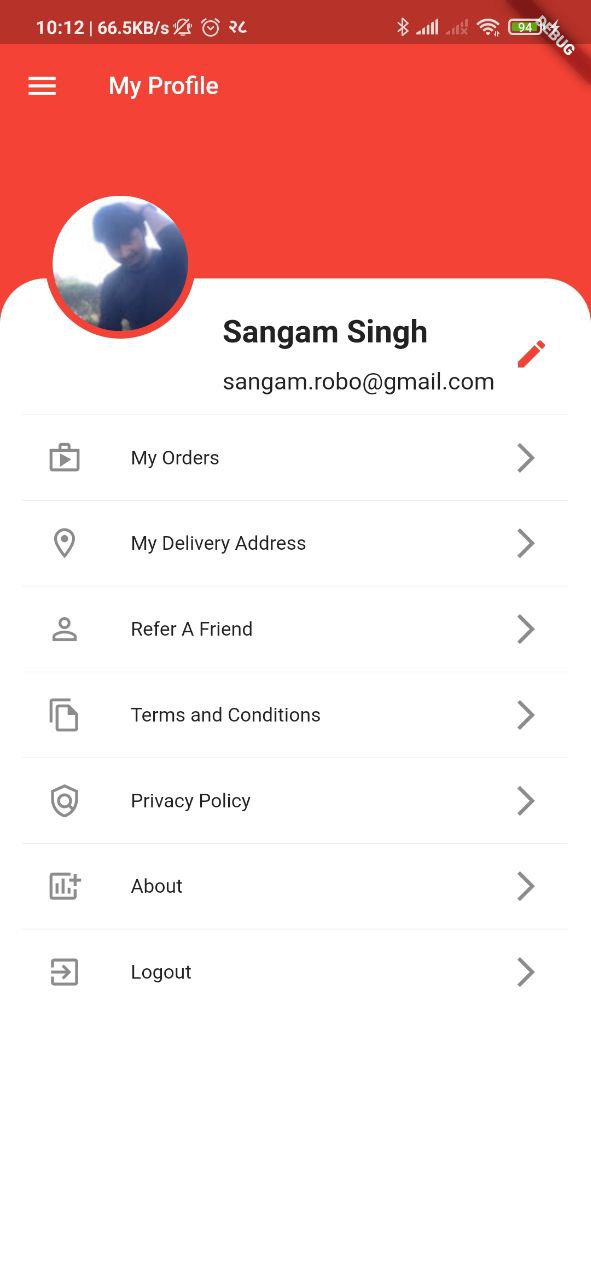 10:12 | 66.5KB/s २८ 94
DEBUG
My Profile
Sangam Singh
sangam.robo@gmail.com
My Orders
My Delivery Address
Refer A Friend
Terms and Conditions
Privacy Policy
About
Logout